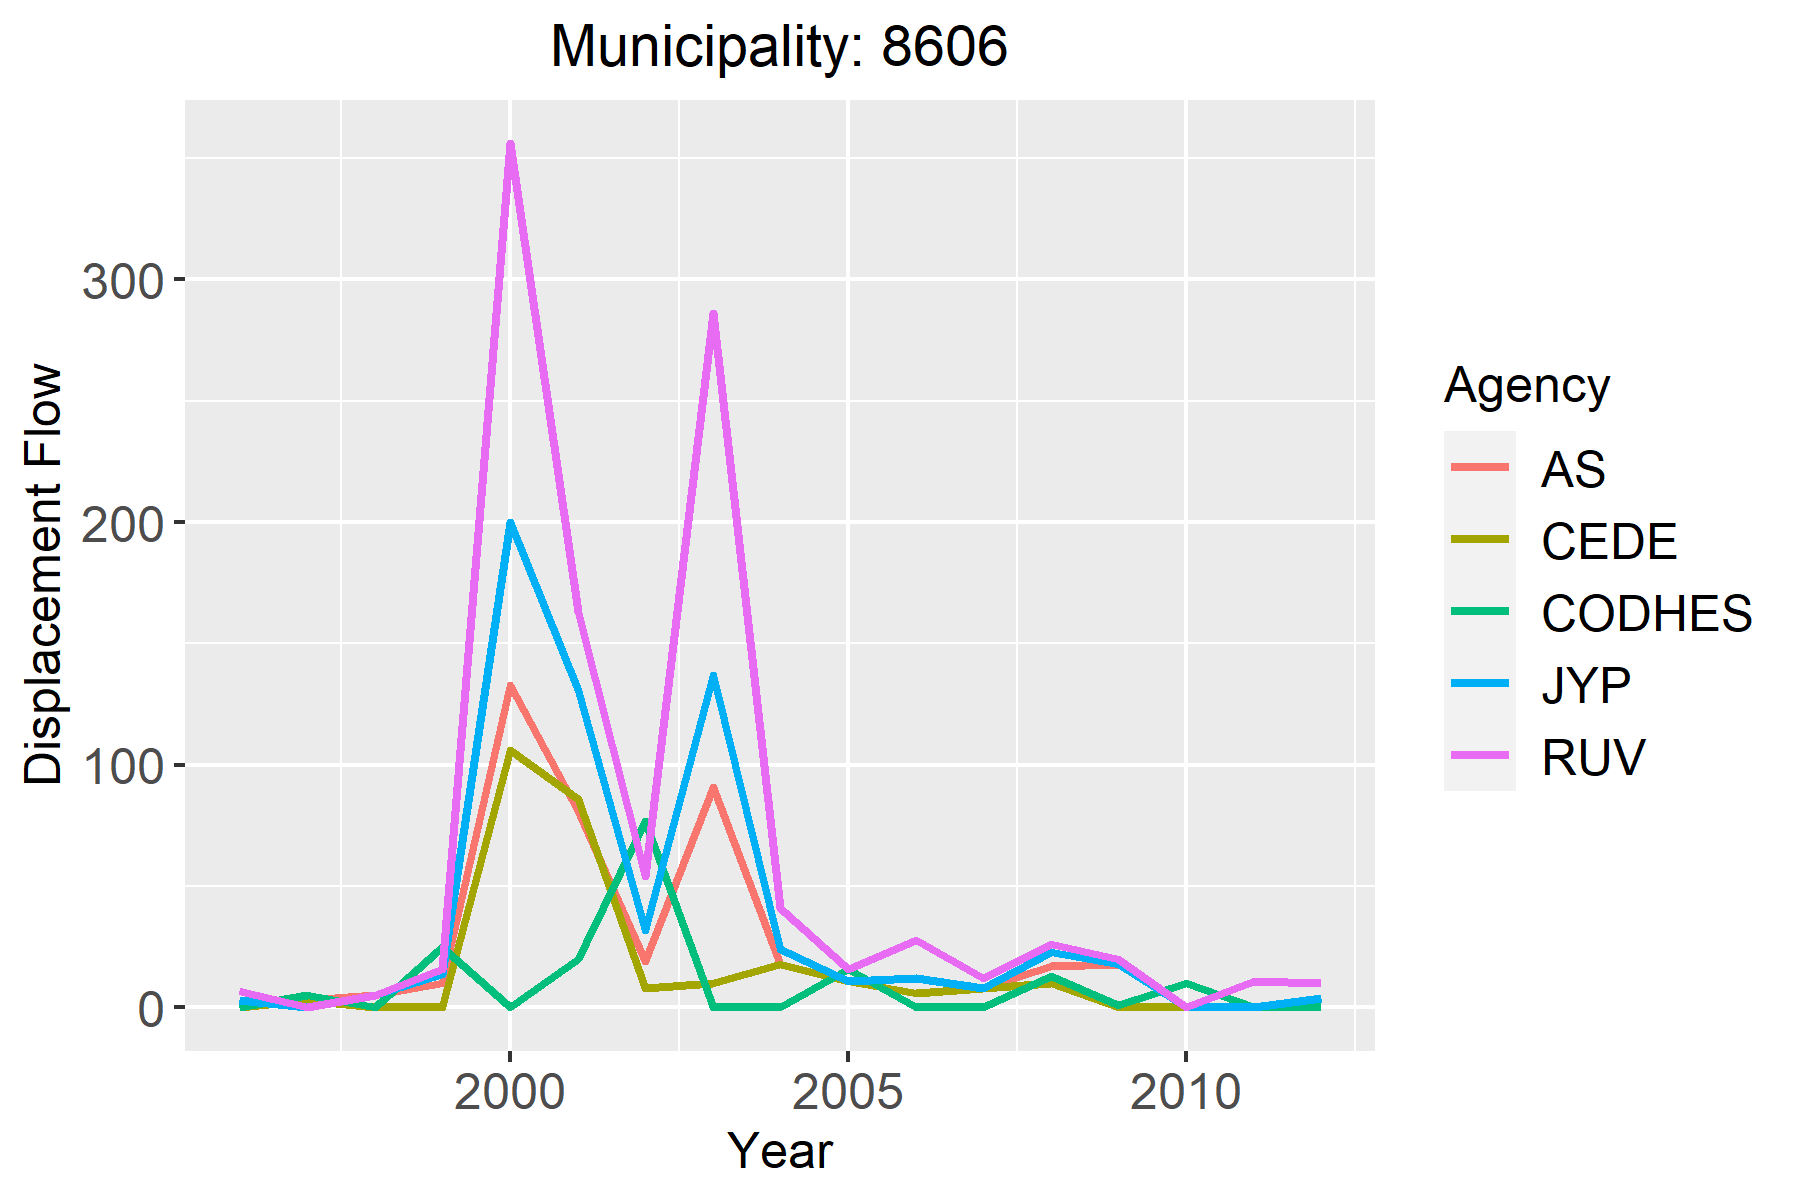 Municipality: 8606
Displacement Flow
300
200
100
0
2000
2005
2010
Year
Agency
AS
CEDE
CODHES
JYP
RUV